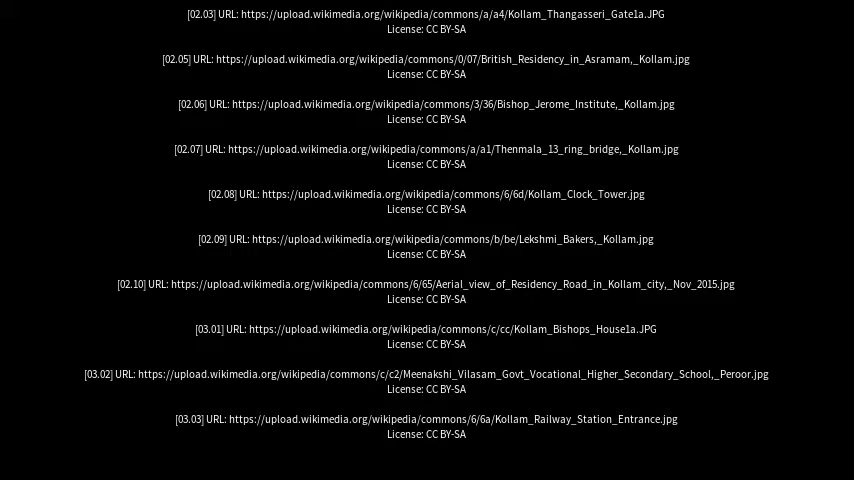 [02.03] URL: https://upload.wikimedia.org/wikipedia/commons/a/a4/Kollam_Thangasseri_Gate1a.JPG
License: CC BY-SA
[02.05] URL: https://upload.wikimedia.org/wikipedia/commons/0/07/British_Residency_in_Asramam,_Kollam.jpg
License: CC BY-SA
[02.06] URL: https://upload.wikimedia.org/wikipedia/commons/3/36/Bishop_Jerome_Institute,_Kollam.jpg
License: CC BY-SA
[02.07] URL: https://upload.wikimedia.org/wikipedia/commons/a/a1/Thenmala_13_ring_bridge,_Kollam.jpg
License: CC BY-SA
[02.08] URL: https://upload.wikimedia.org/wikipedia/commons/6/6d/Kollam_Clock_Tower.jpg
License: CC BY-SA
[02.09] URL: https://upload.wikimedia.org/wikipedia/commons/b/be/Lekshmi_Bakers,_Kollam.jpg
License: CC BY-SA
[02.10] URL: https://upload.wikimedia.org/wikipedia/commons/6/65/Aerial_view_of_Residency_Road_in_Kollam_city,_Nov_2015.jpg
License: CC BY-SA
[03.01] URL: https://upload.wikimedia.org/wikipedia/commons/c/cc/Kollam_Bishops_House1a.JPG
License: CC BY-SA
[03.02] URL: https://upload.wikimedia.org/wikipedia/commons/c/c2/Meenakshi_Vilasam_Govt_Vocational_Higher_Secondary_School,_Peroor.jpg
License: CC BY-SA
[03.03] URL: https://upload.wikimedia.org/wikipedia/commons/6/6a/Kollam_Railway_Station_Entrance.jpg
License: CC BY-SA